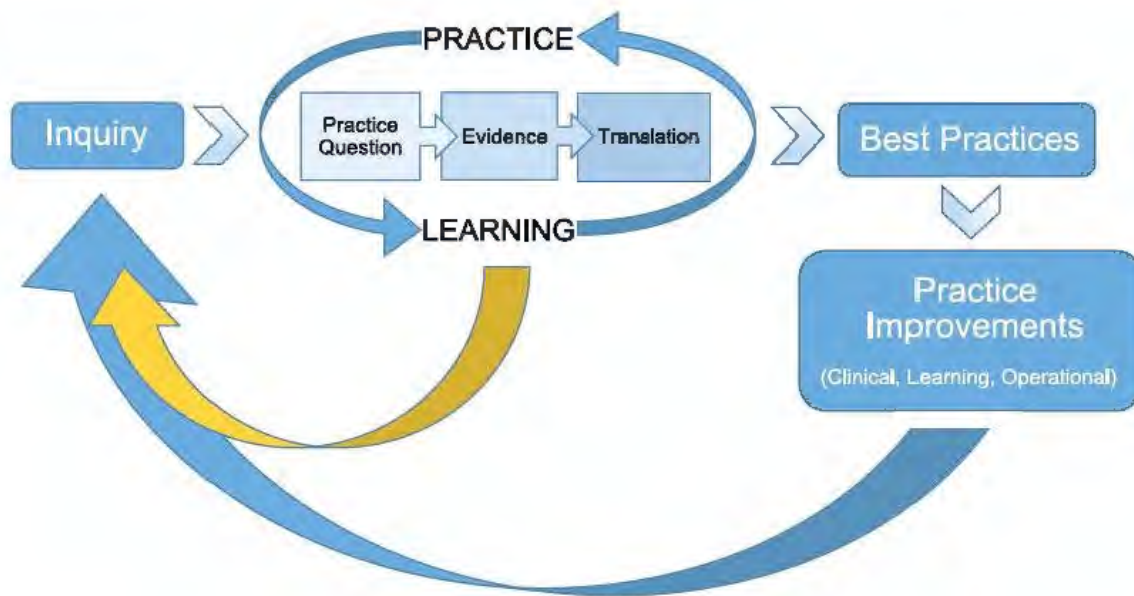 PRACTICE
Inquiry
Practice
Question
Evidence
Translation
Best Practices
LEARNING
Practice
Improvements
(Clinical, Learning, Operational)